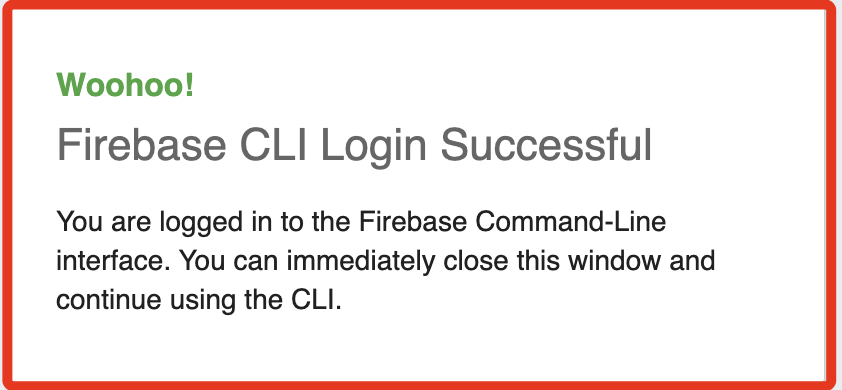 Woohoo!
Firebase CLI Login Successful
You are logged in to the Firebase Command-Line
interface. You can immediately close this window and
continue using the CLI.